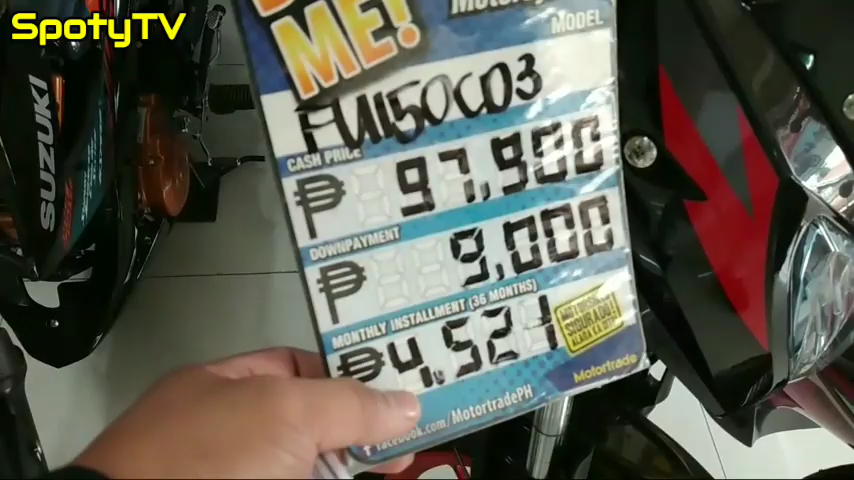 SpotyTV
ME!
MODEL
FU150CD3
CASH PRICE
₱ 97,900
DOWNPAYMENT
₱ 9,000
MONTHLY INSTALLMENT (36 MONTHS)
₱ 4,521
Motortrade
facebook.com/MotortradePH
SUZUKI